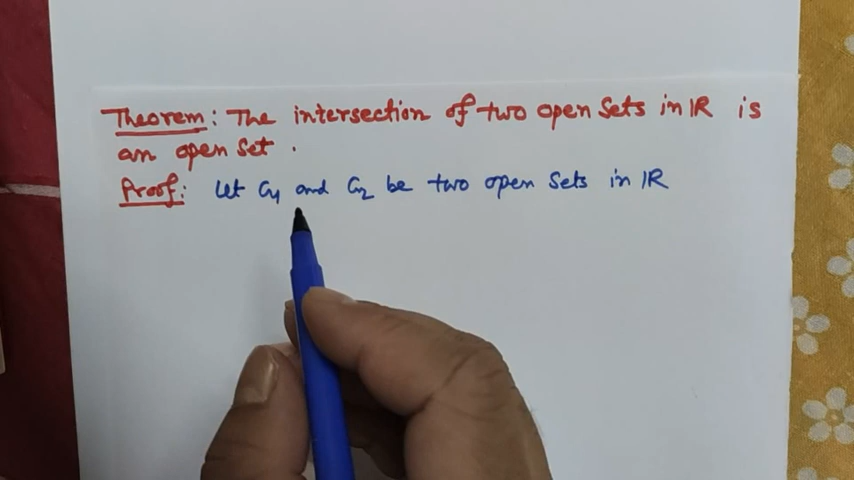 Theorem: The intersection of two open sets in IR is
an open set.
Proof: Let G1 and G2 be two open sets in IR